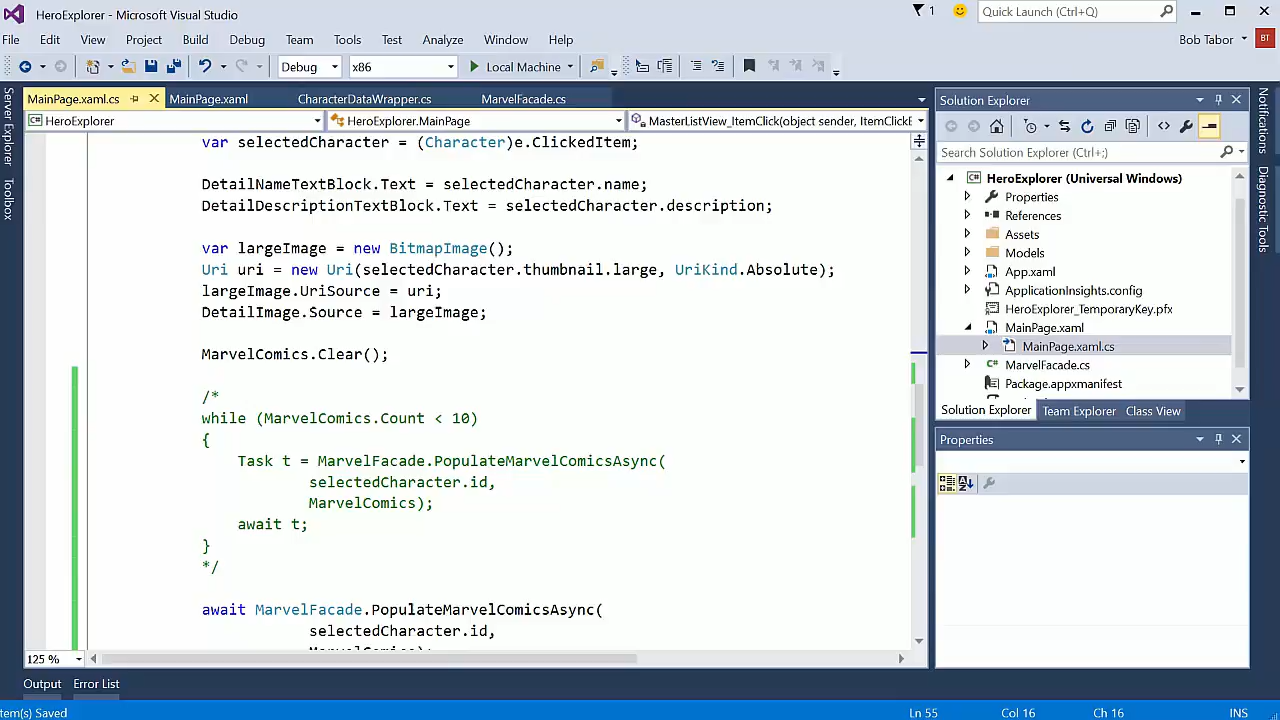 HeroExplorer - Microsoft Visual Studio
1
Quick Launch (Ctrl+Q)
File Edit View Project Build Debug Team Tools Test Analyze Window Help
Bob Tabor
BT
Debug
x86
Local Machine
MainPage.xaml.cs
MainPage.xaml
CharacterDataWrapper.cs
MarvelFacade.cs
HeroExplorer
HeroExplorer.MainPage
MasterListView_ItemClick(object sender, ItemClickE
Server Explorer
Toolbox
var selectedCharacter = (Character)e.ClickedItem;
DetailNameTextBlock.Text = selectedCharacter.name;
DetailDescriptionTextBlock.Text = selectedCharacter.description;
var largeImage = new BitmapImage();
Uri uri = new Uri(selectedCharacter.thumbnail.large, UriKind.Absolute);
largeImage.UriSource = uri;
DetailImage.Source = largeImage;
MarvelComics.Clear();
/*
while (MarvelComics.Count < 10)
{
Task t = MarvelFacade.PopulateMarvelComicsAsync(
selectedCharacter.id,
MarvelComics);
await t;
}
*/
await MarvelFacade.PopulateMarvelComicsAsync(
selectedCharacter.id,
125 %
Solution Explorer
Search Solution Explorer (Ctrl+;)
HeroExplorer (Universal Windows)
Properties
References
Assets
Models
App.xaml
ApplicationInsights.config
HeroExplorer_TemporaryKey.pfx
MainPage.xaml
MainPage.xaml.cs
MarvelFacade.cs
Package.appxmanifest
Solution Explorer Team Explorer Class View
Properties
Notifications
Diagnostic Tools
Output Error List
tem(s) Saved
Ln 55
Col 16
Ch 16
INS